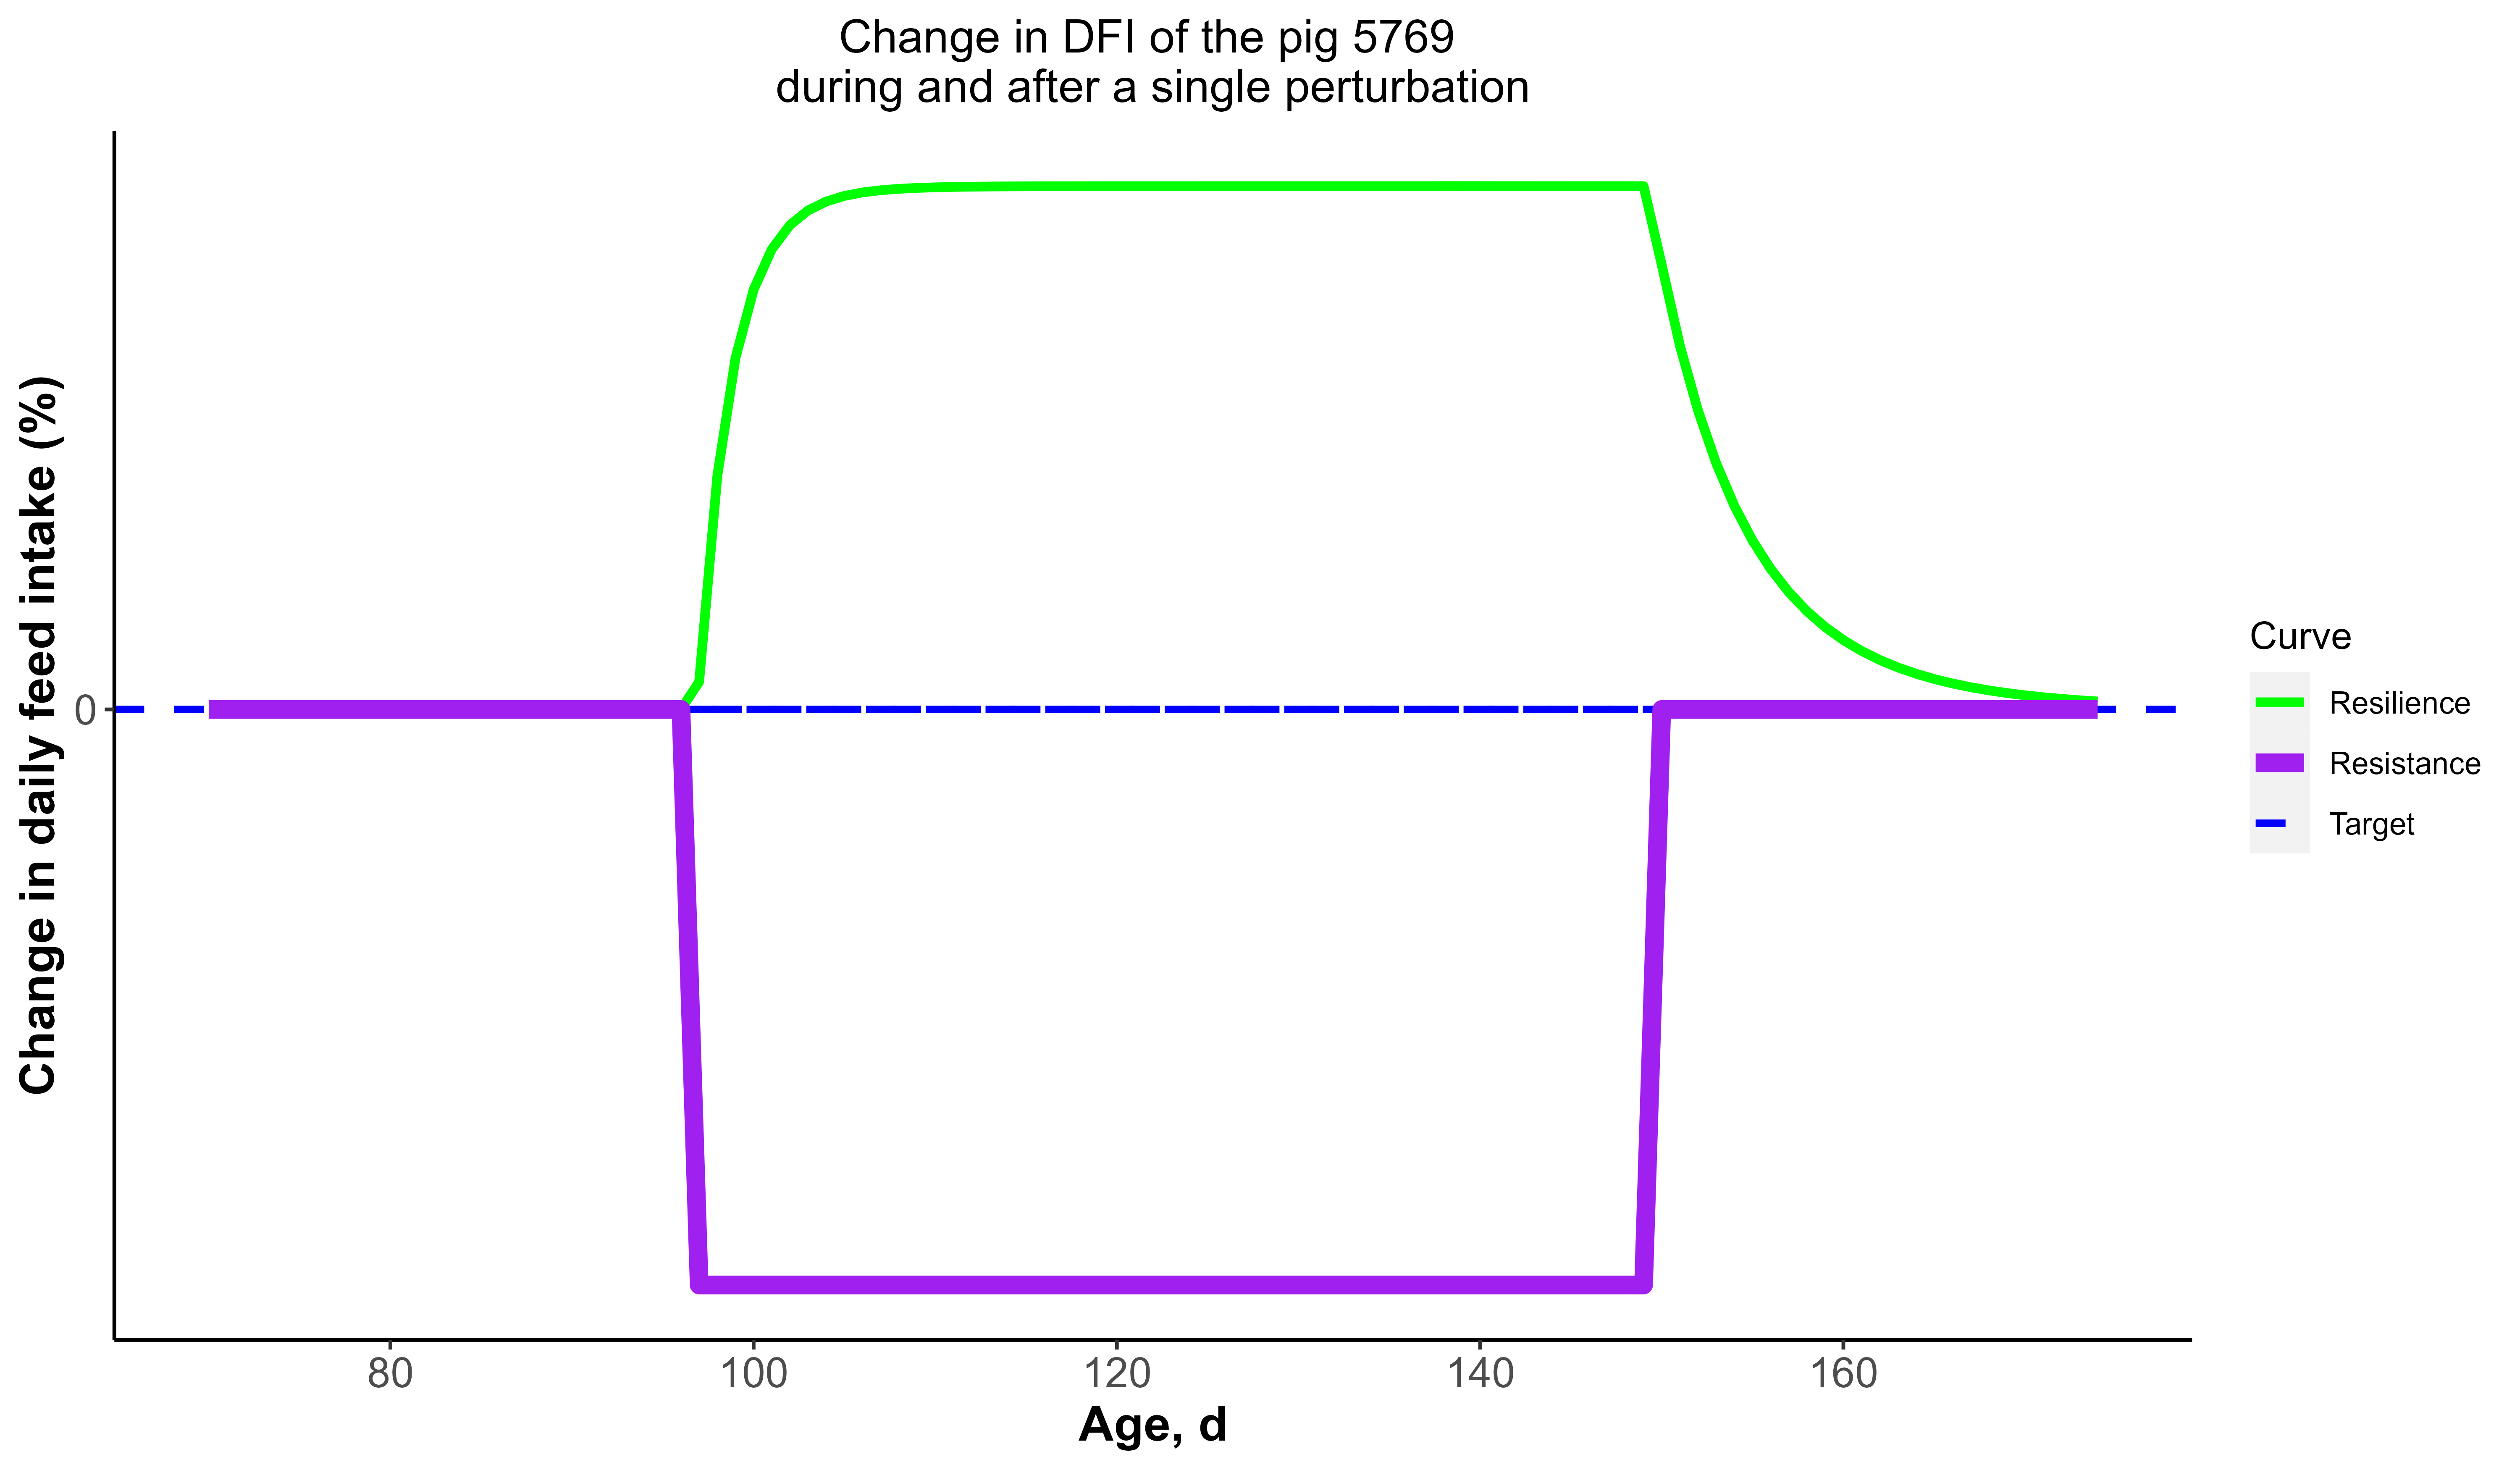 Change in DFI of the pig 5769
during and after a single perturbation
Change in daily feed intake (%)
0
80
100
120
140
160
Age, d
Curve
Resilience
Resistance
Target